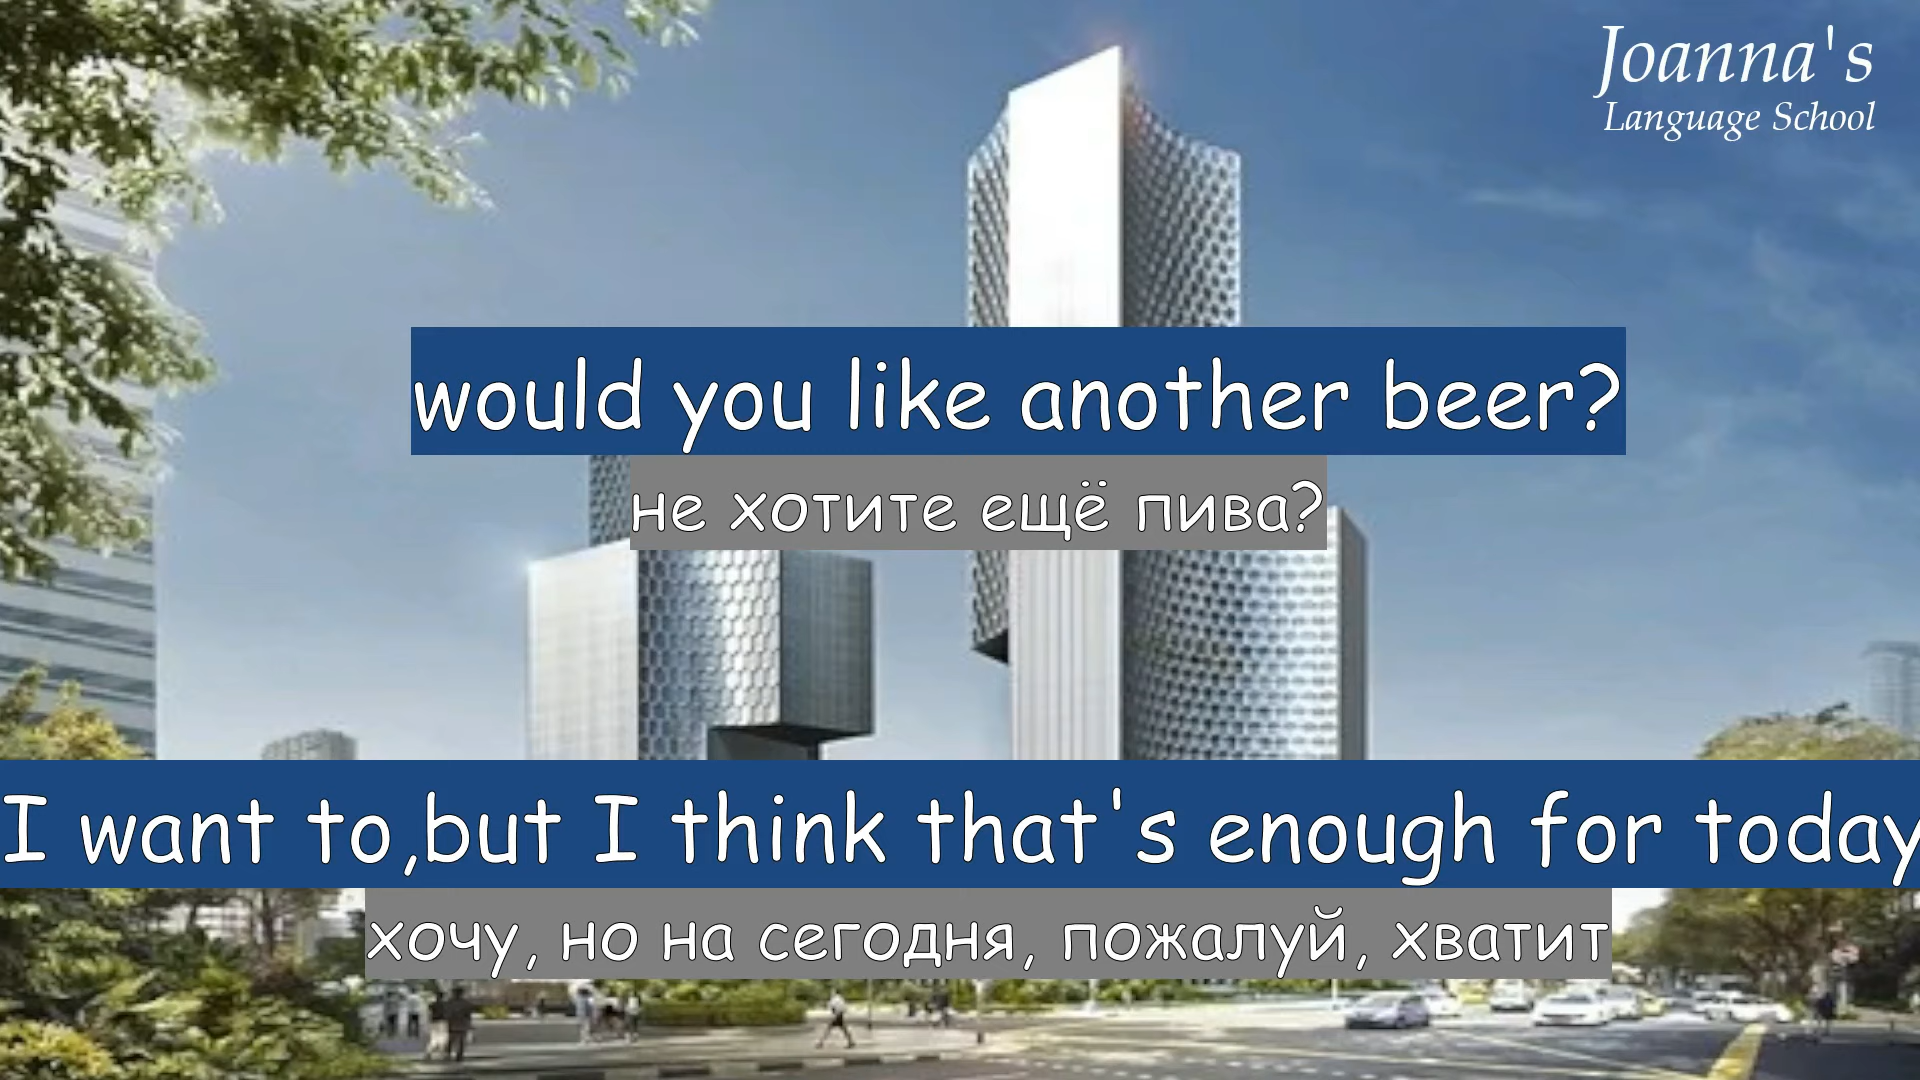 Joanna's
Language School
would you like another beer?
не хотите ещё пива?
I want to,but I think that's enough for today
хочу, но на сегодня, пожалуй, хватит